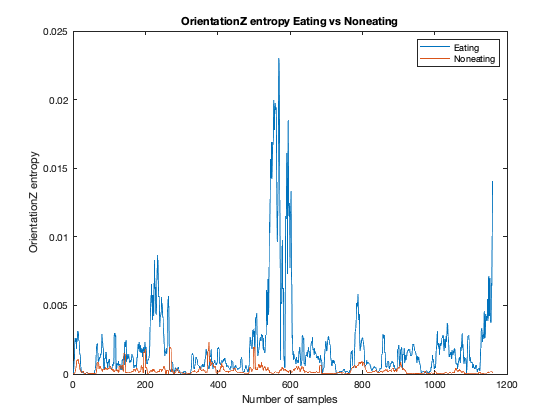 OrientationZ entropy Eating vs Noneating
Eating
Noneating
OrientationZ entropy
0.025
0.02
0.015
0.01
0.005
0
0 200 400 600 800 1000 1200
Number of samples